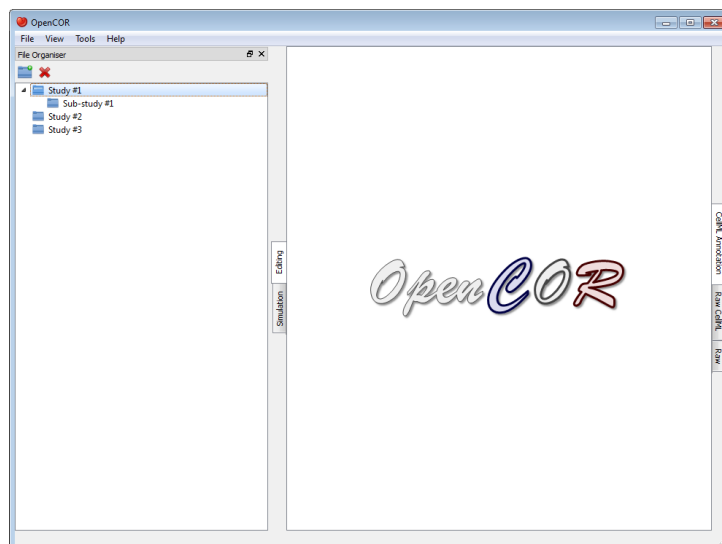 OpenCOR
File View Tools Help
File Organiser
Study #1
Sub-study #1
Study #2
Study #3
Editing
Simulation
OpenCOR
CellML Annotation
Raw CellML
Raw